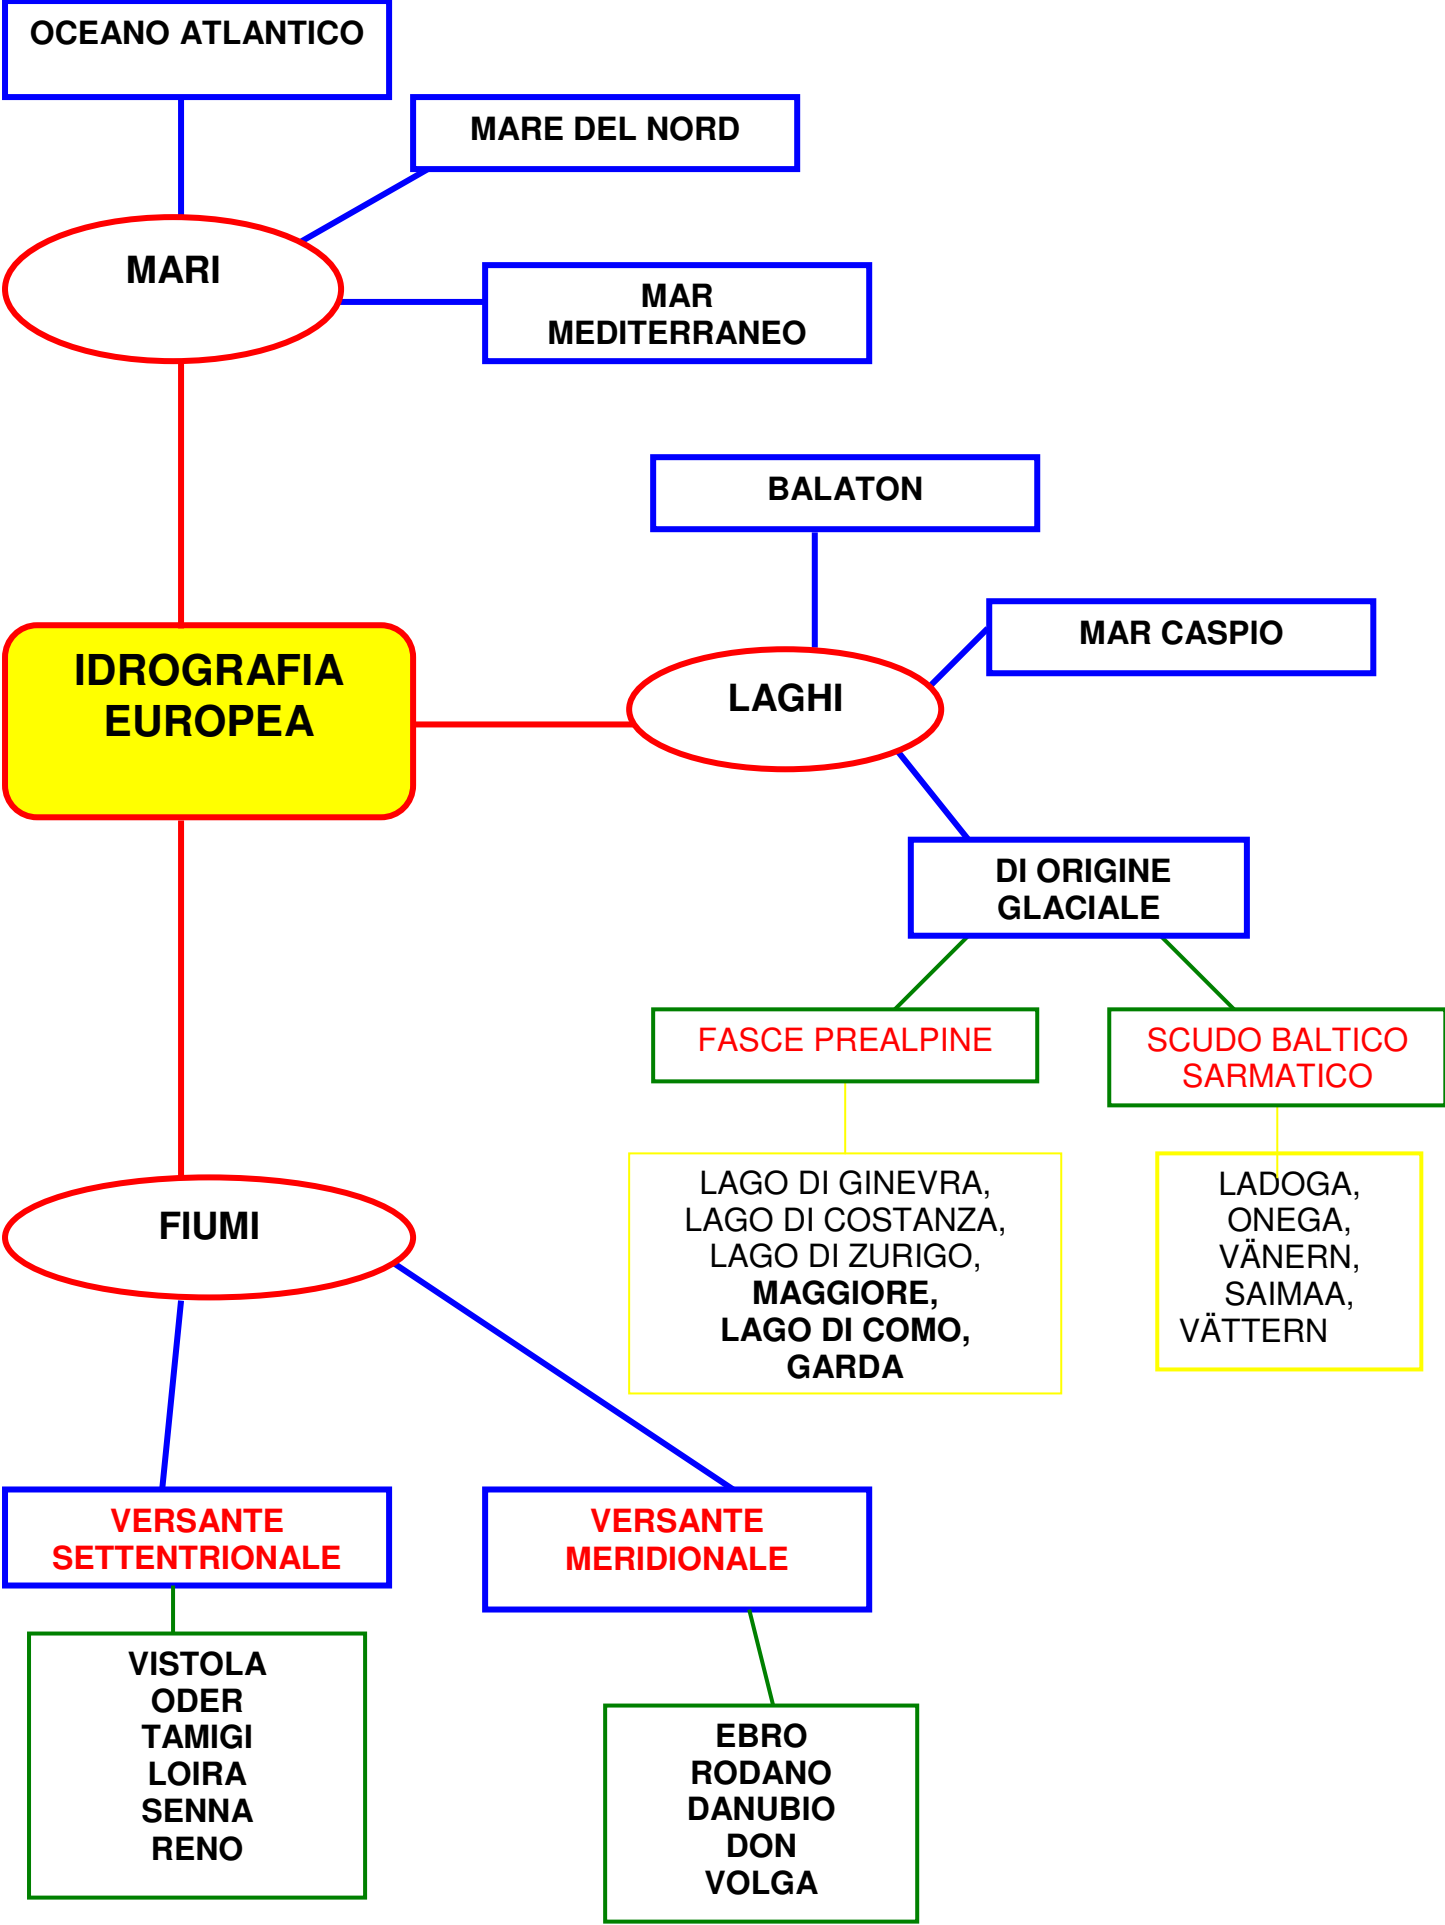 OCEANO ATLANTICO
MARE DEL NORD
MARI
MAR
MEDITERRANEO
BALATON
MAR CASPIO
IDROGRAFIA
EUROPEA
LAGHI
DI ORIGINE
GLACIALE
FASCE PREALPINE
SCUDO BALTICO
SARMATICO
LAGO DI GINEVRA,
LAGO DI COSTANZA,
LAGO DI ZURIGO,
MAGGIORE,
LAGO DI COMO,
GARDA
LADOGA,
ONEGA,
VÄNERN,
SAIMAA,
VÄTTERN
FIUMI
VERSANTE
SETTENTRIONALE
VERSANTE
MERIDIONALE
VISTOLA
ODER
TAMIGI
LOIRA
SENNA
RENO
EBRO
RODANO
DANUBIO
DON
VOLGA